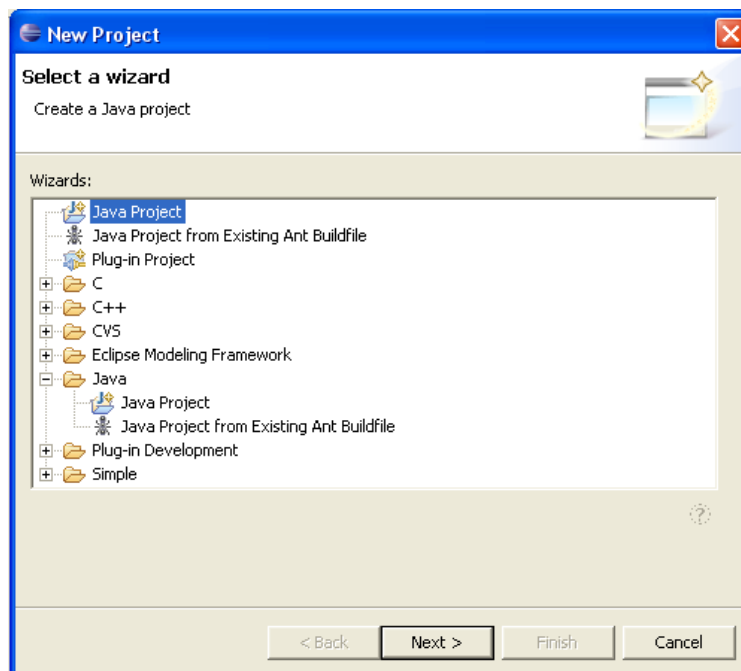 New Project
Select a wizard
Create a Java project
Wizards:
Java Project
Java Project from Existing Ant Buildfile
Plug-in Project
C
C++
CVS
Eclipse Modeling Framework
Java
Java Project
Java Project from Existing Ant Buildfile
Plug-in Development
Simple
?
< Back Next > Finish Cancel